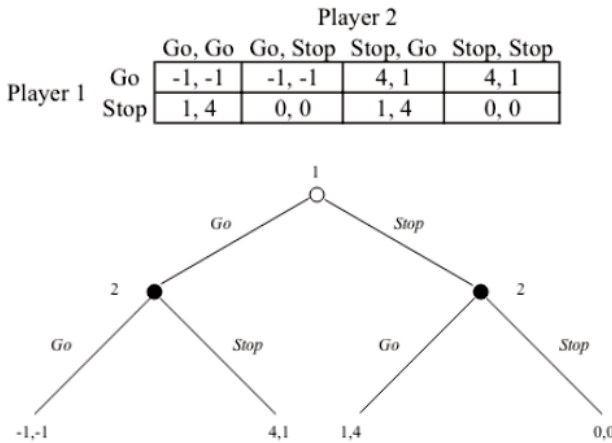 Player 2
Go, Go Go, Stop Stop, Go Stop, Stop
Player 1
Go -1, -1 -1, -1 4, 1 4, 1
Stop 1, 4 0, 0 1, 4 0, 0
1
Go Stop
2 2
Go Stop Go Stop
-1,-1 4,1 1,4 0,0